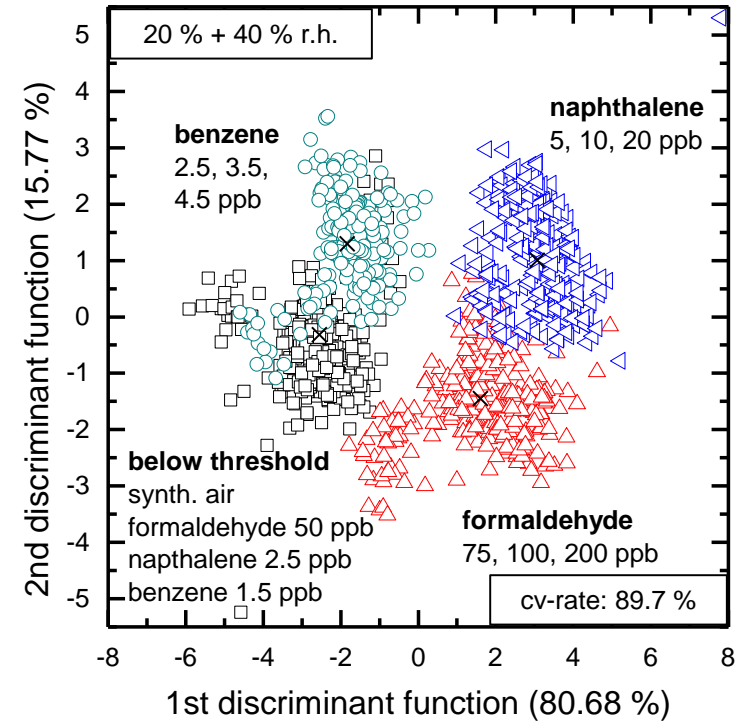 20 % + 40 % r.h.
naphthalene
5, 10, 20 ppb
benzene
2.5, 3.5,
4.5 ppb
below threshold
synth. air
formaldehyde 50 ppb
napthalene 2.5 ppb
benzene 1.5 ppb
formaldehyde
75, 100, 200 ppb
cv-rate: 89.7 %
2nd discriminant function (15.77 %)
5
4
3
2
1
0
-1
-2
-3
-4
-5
-8 -6 -4 -2 0 2 4 6 8
1st discriminant function (80.68 %)